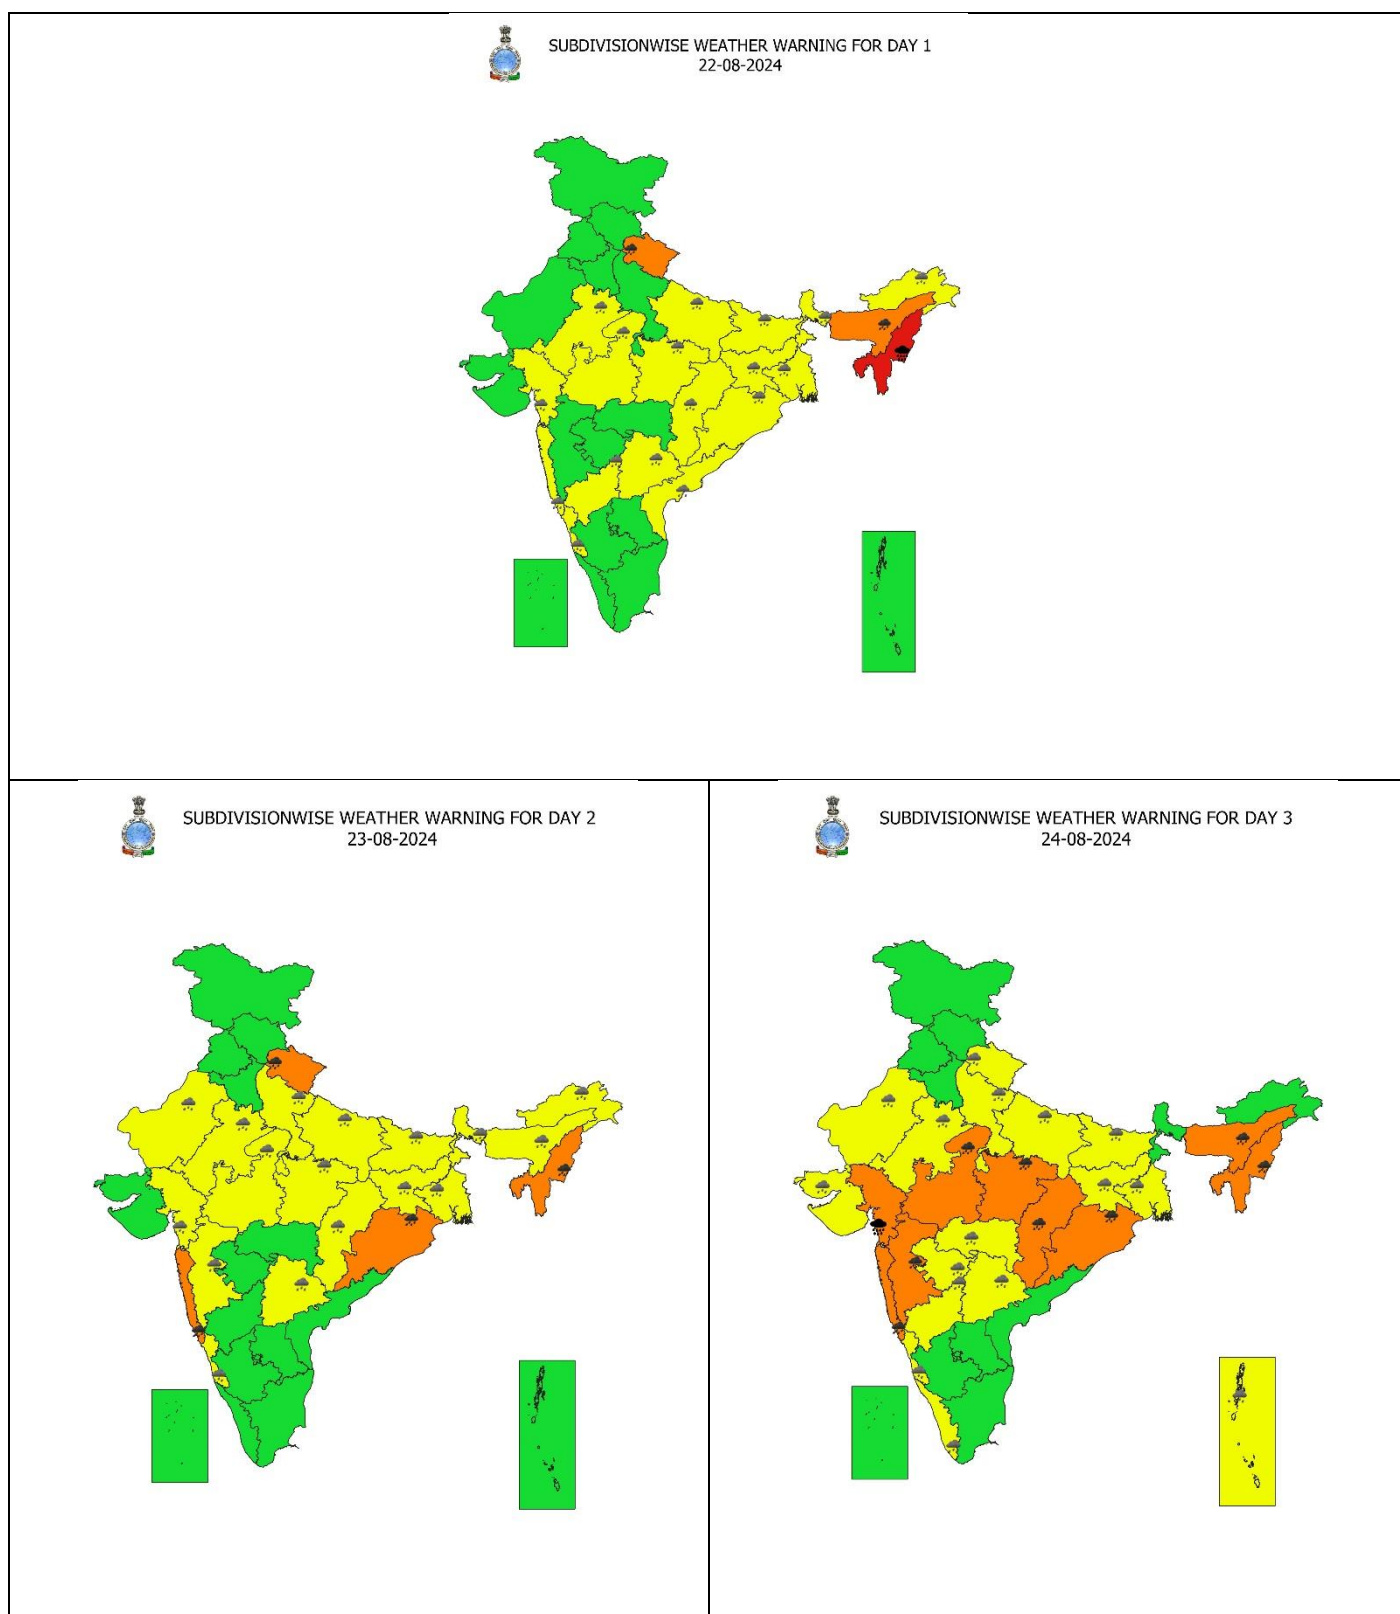 SUBDIVISIONWISE WEATHER WARNING FOR DAY 1
22-08-2024
SUBDIVISIONWISE WEATHER WARNING FOR DAY 2
23-08-2024
SUBDIVISIONWISE WEATHER WARNING FOR DAY 3
24-08-2024